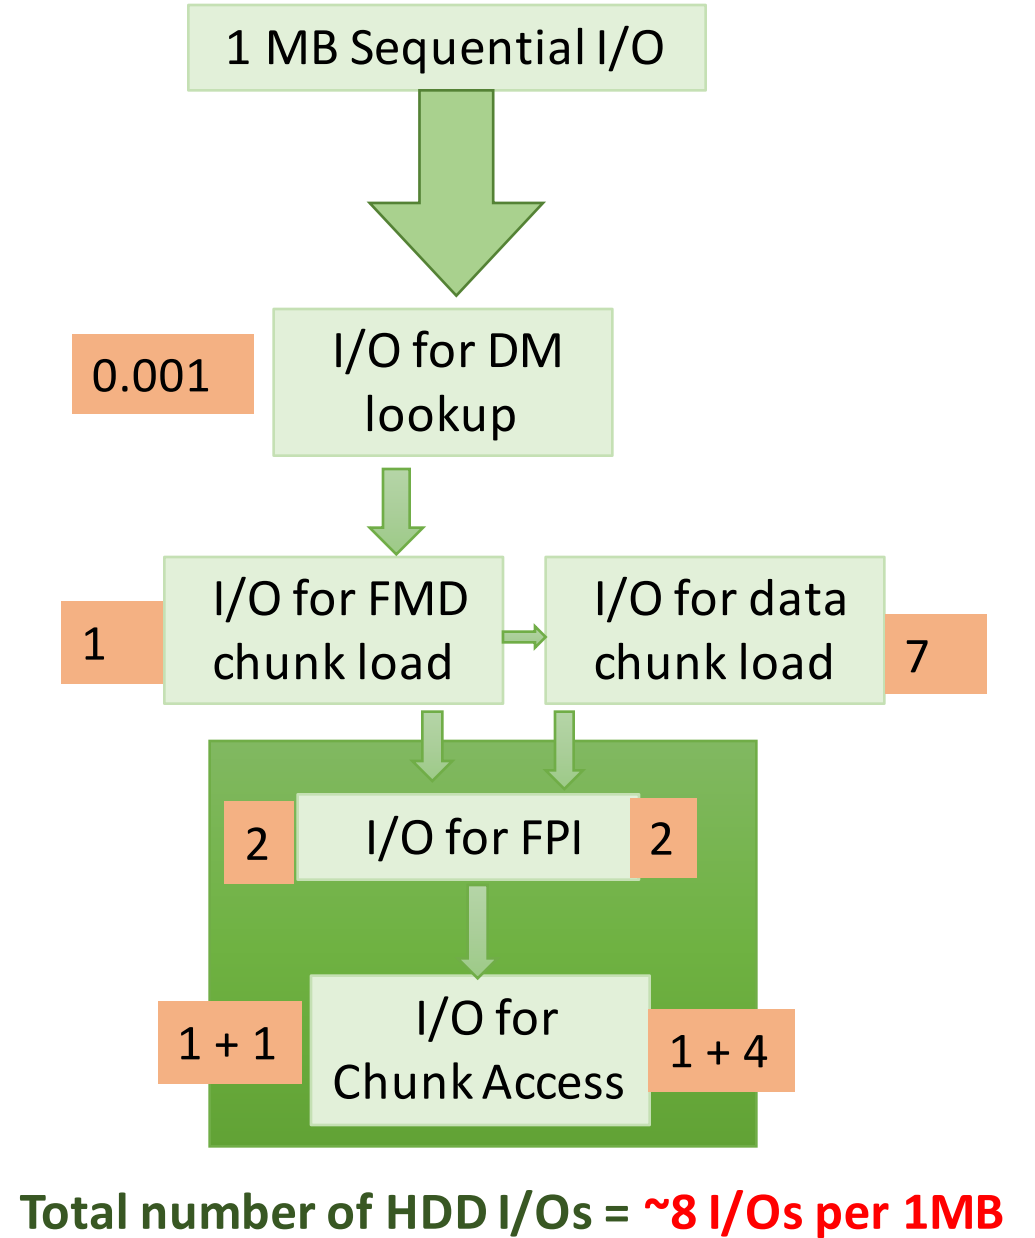 1 MB Sequential I/O
0.001
I/O for DM
lookup
1
I/O for FMD
chunk load
I/O for data
chunk load
7
2
I/O for FPI
2
1 + 1
I/O for
Chunk Access
1 + 4
Total number of HDD I/Os = ~8 I/Os per 1MB